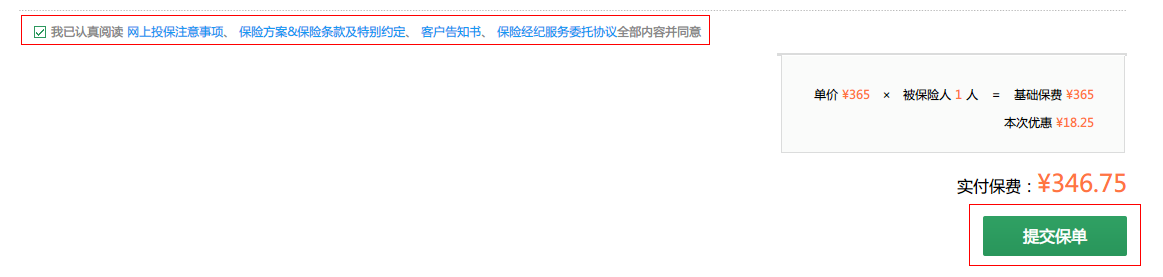 我已认真阅读 网上投保注意事项、 保险方案&保险条款及特别约定、 客户告知书、 保险经纪服务委托协议全部内容并同意
单价 ¥365 × 被保险人 1 人 = 基础保费 ¥365
本次优惠 ¥18.25
实付保费：¥346.75
提交保单